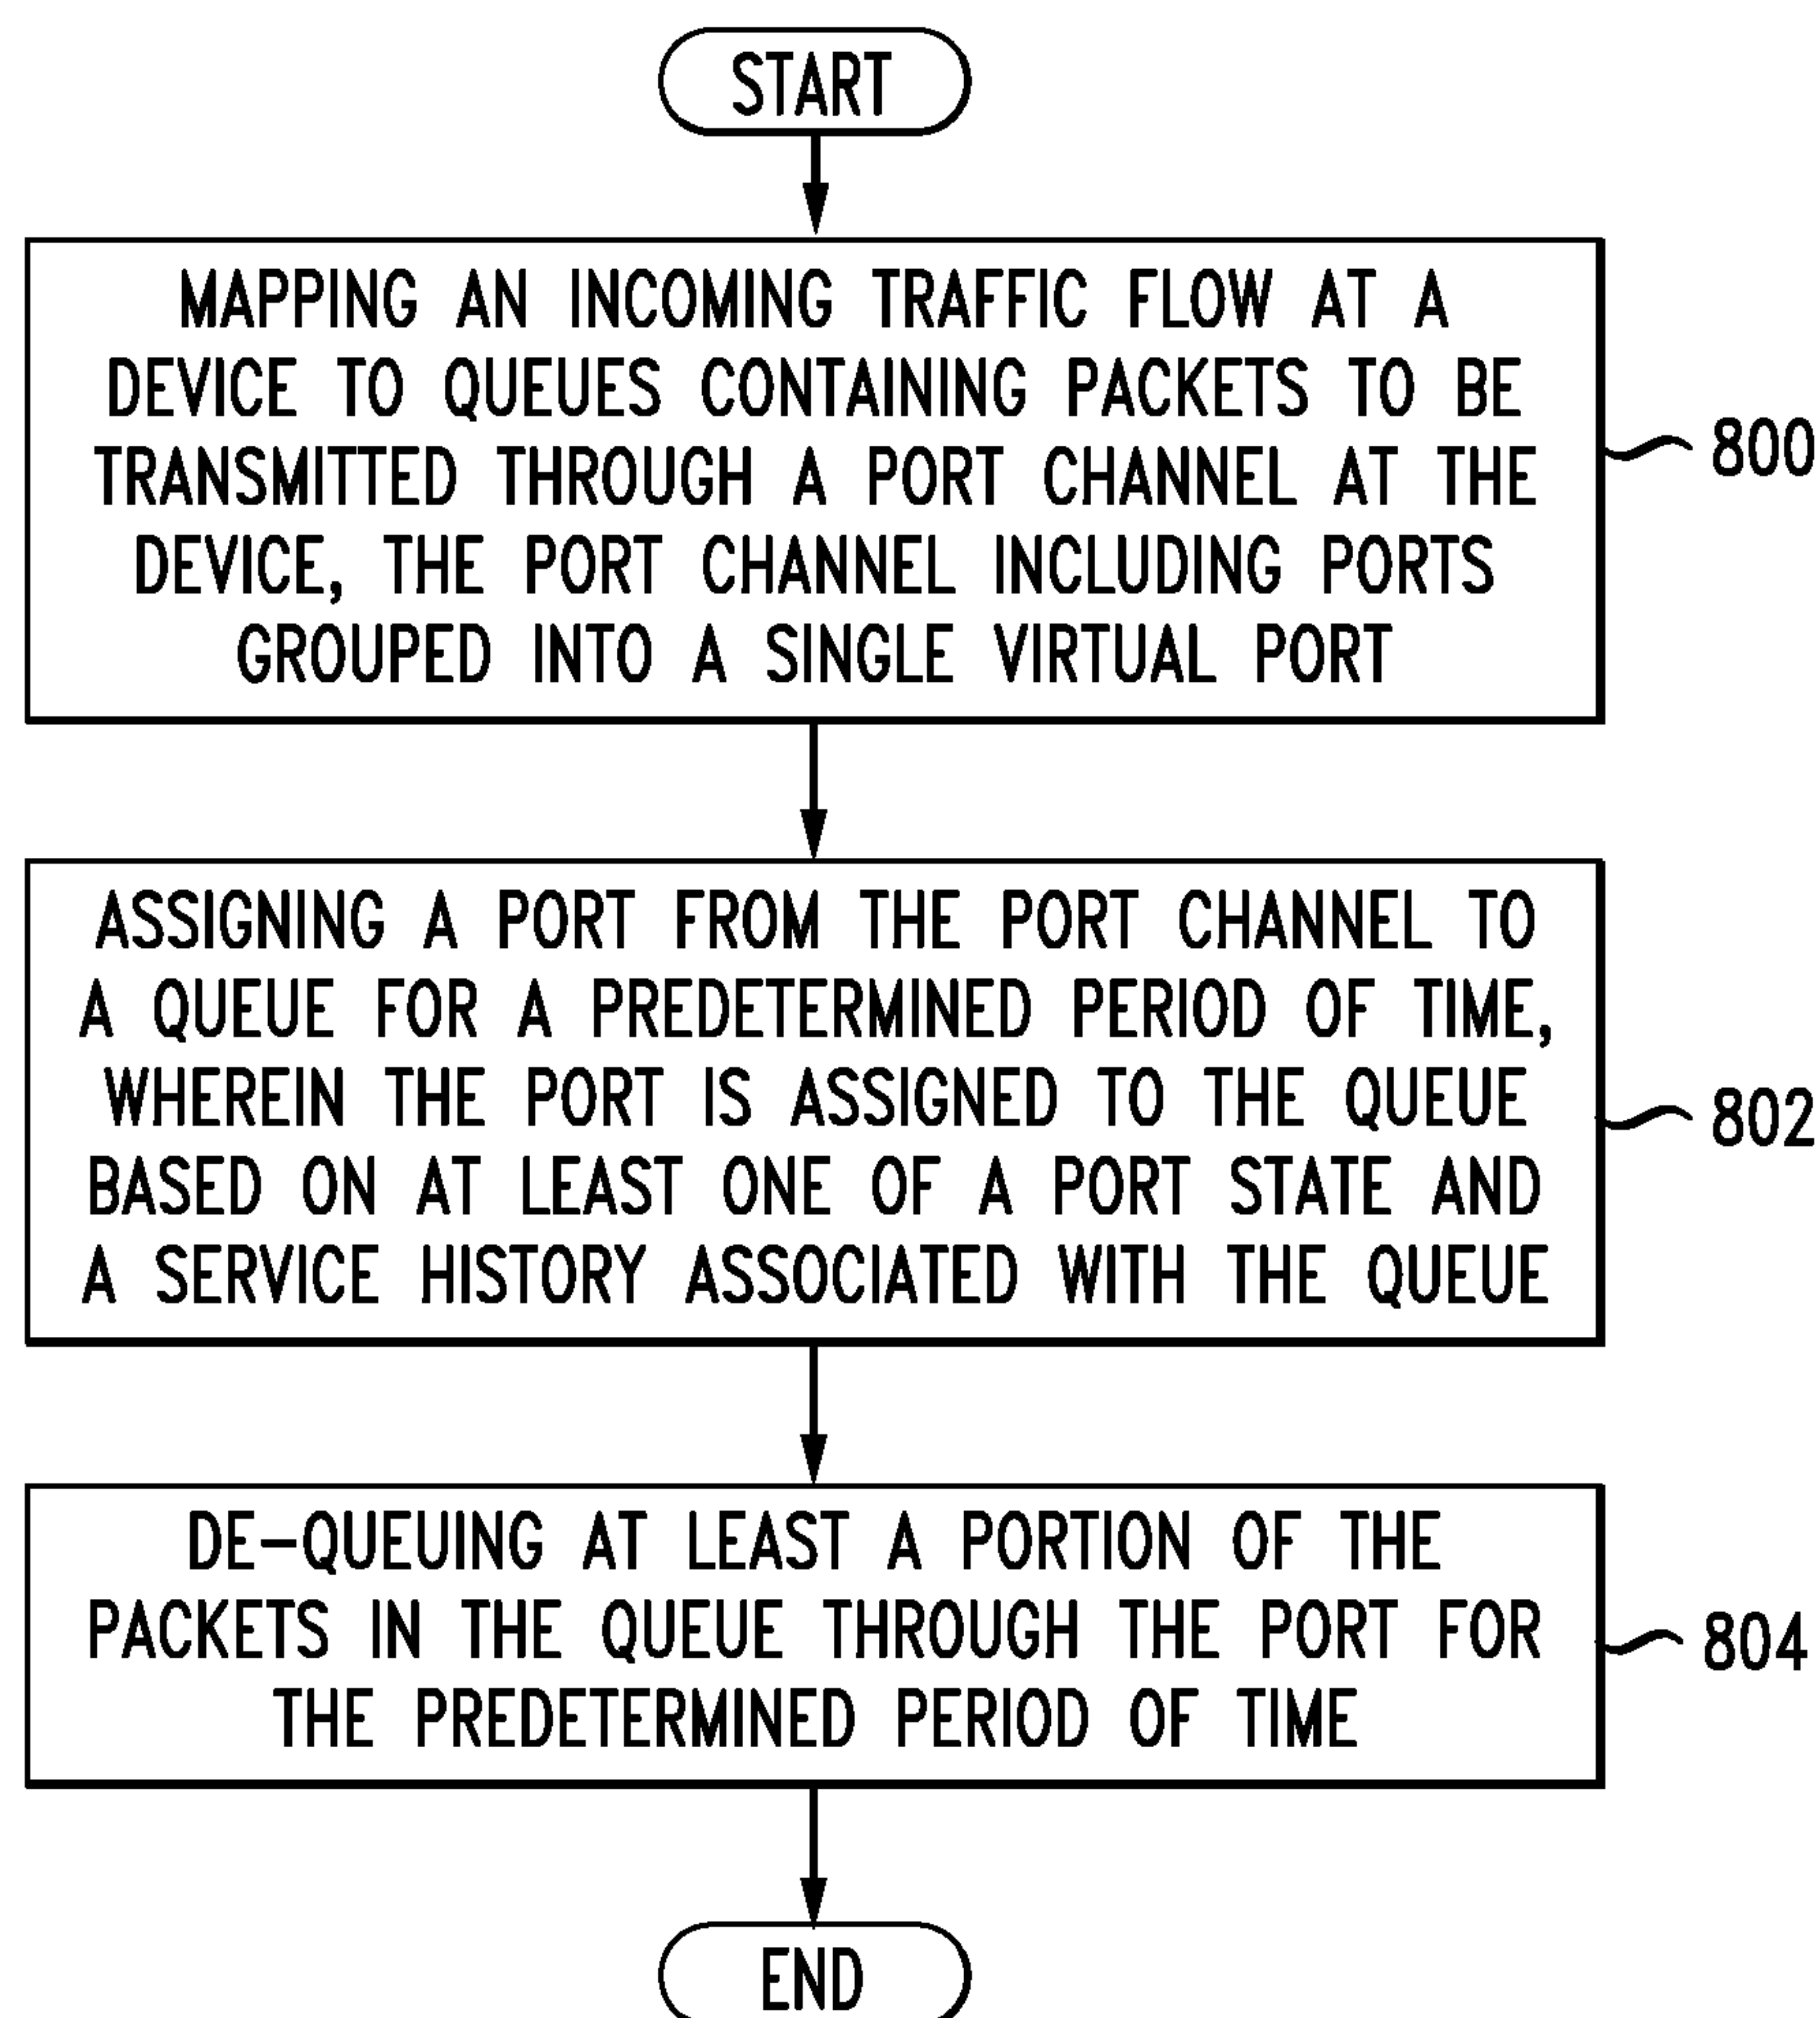 START
MAPPING AN INCOMING TRAFFIC FLOW AT A
DEVICE TO QUEUES CONTAINING PACKETS TO BE
TRANSMITTED THROUGH A PORT CHANNEL AT THE
DEVICE, THE PORT CHANNEL INCLUDING PORTS
GROUPED INTO A SINGLE VIRTUAL PORT
800
ASSIGNING A PORT FROM THE PORT CHANNEL TO
A QUEUE FOR A PREDETERMINED PERIOD OF TIME,
WHEREIN THE PORT IS ASSIGNED TO THE QUEUE
BASED ON AT LEAST ONE OF A PORT STATE AND
A SERVICE HISTORY ASSOCIATED WITH THE QUEUE
802
DE-QUEUING AT LEAST A PORTION OF THE
PACKETS IN THE QUEUE THROUGH THE PORT FOR
THE PREDETERMINED PERIOD OF TIME
804
END